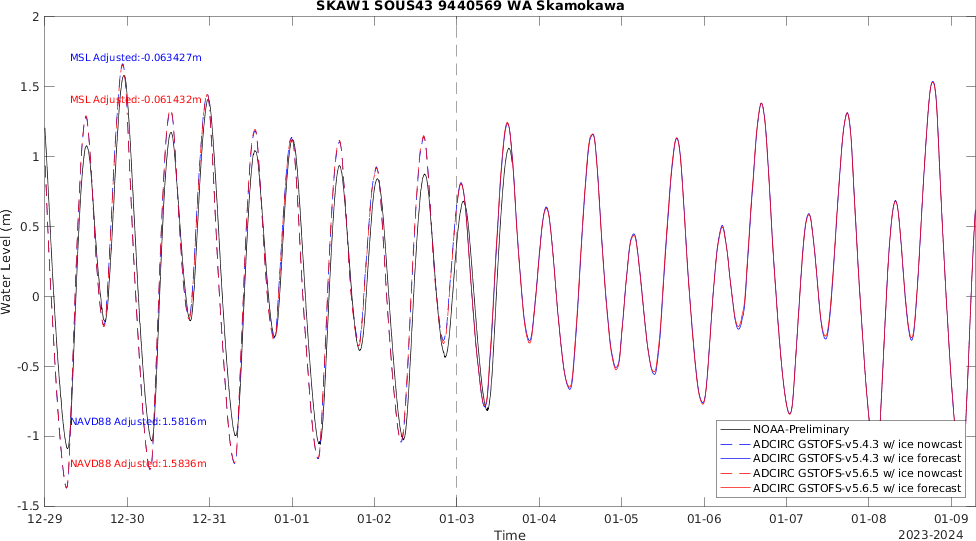 SKAW1 SOUS43 9440569 WA Skamokawa
2
MSL Adjusted:-0.063427m
1.5
MSL Adjusted:-0.061432m
1
0.5
Water Level (m)
0
-0.5
NAVD88 Adjusted:1.5816m
-1
NAVD88 Adjusted:1.5836m
-1.5
NOAA-Preliminary
ADCIRC GSTOFS-v5.4.3 w/ ice nowcast
ADCIRC GSTOFS-v5.4.3 w/ ice forecast
ADCIRC GSTOFS-v5.6.5 w/ ice nowcast
ADCIRC GSTOFS-v5.6.5 w/ ice forecast
12-29 12-30 12-31 01-01 01-02 01-03 01-04 01-05 01-06 01-07 01-08 01-09
Time
2023-2024